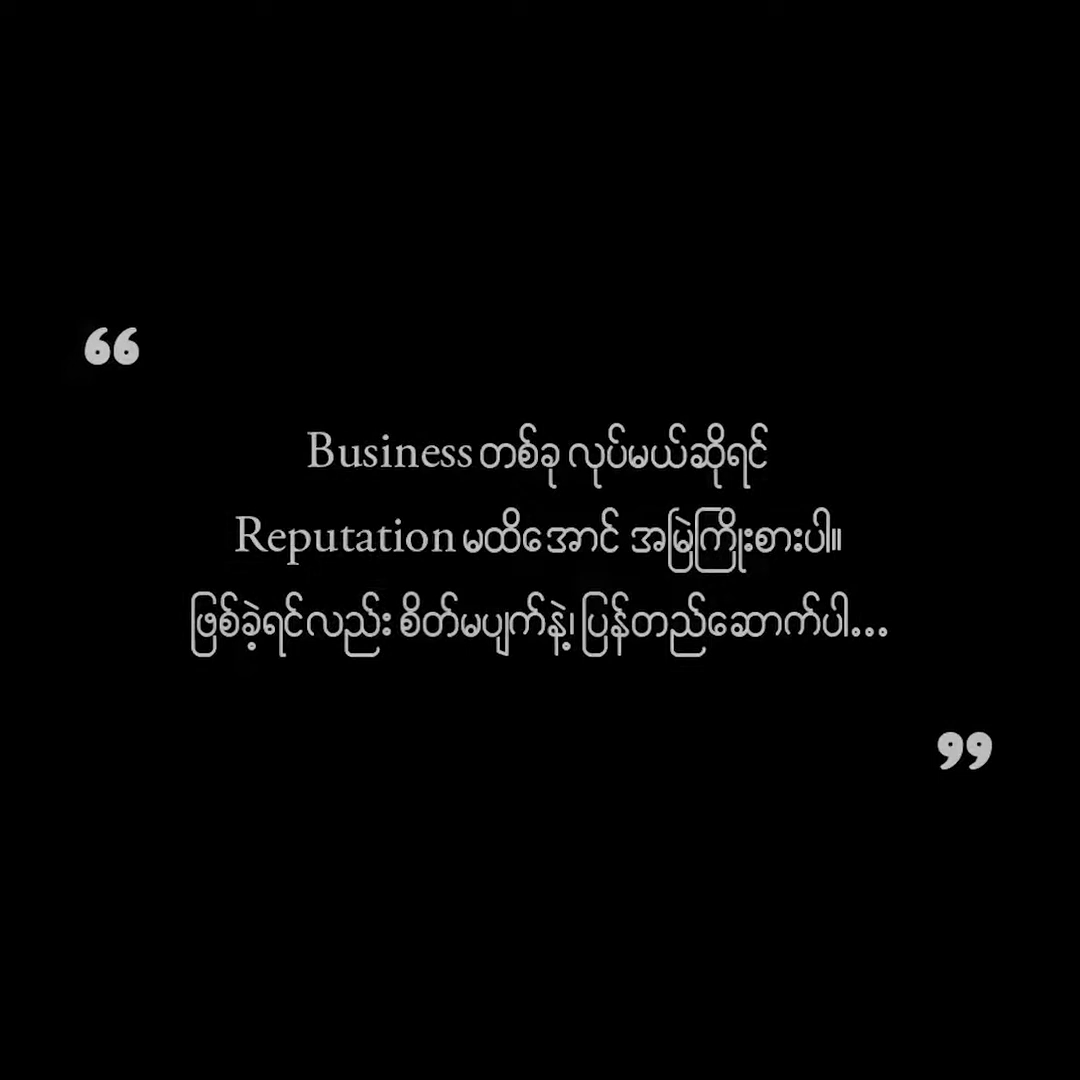 “
Business တစ်ခု လုပ်မယ်ဆိုရင်
Reputation မထိအောင် အမြဲကြိုးစားပါ။
ဖြစ်ခဲ့ရင်လည်း စိတ်မပျက်နဲ့၊ ပြန်တည်ဆောက်ပါ...
”